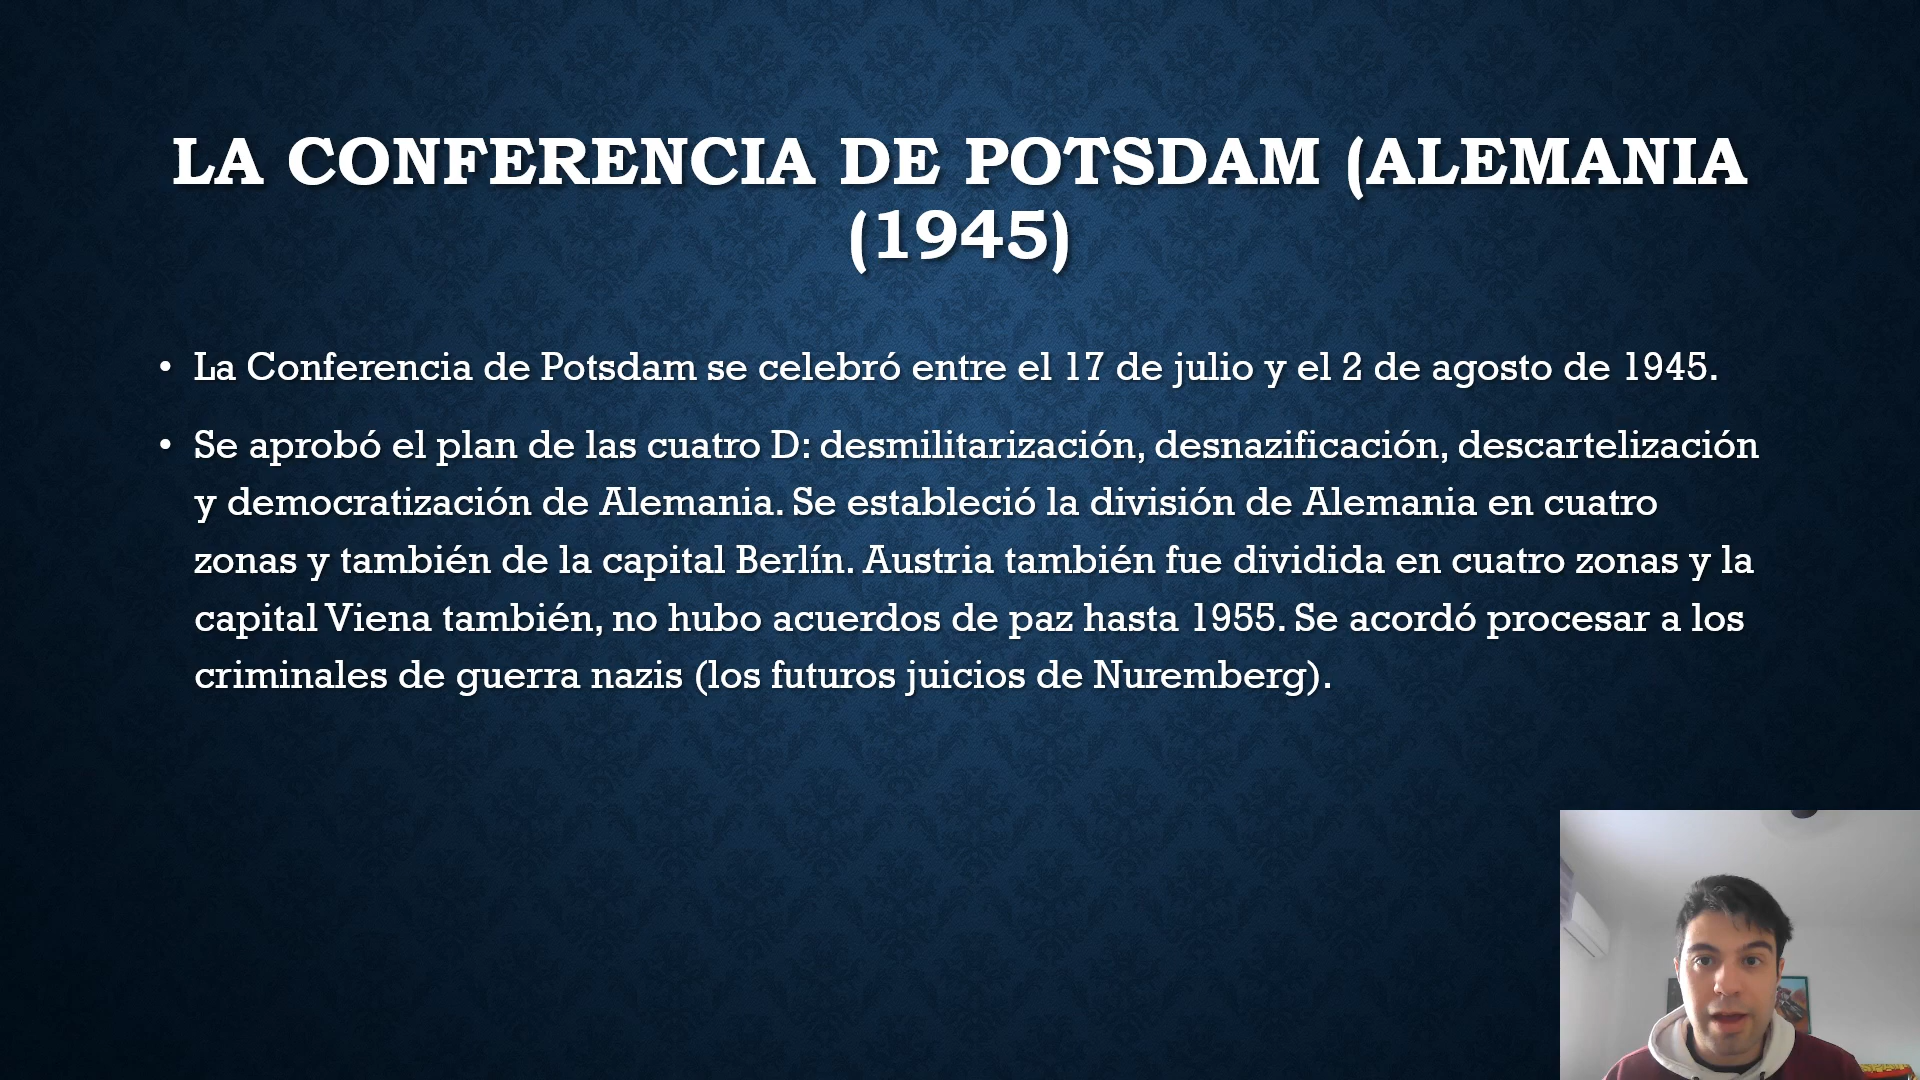 LA CONFERENCIA DE POTSDAM (ALEMANIA
(1945)
• La Conferencia de Potsdam se celebró entre el 17 de julio y el 2 de agosto de 1945.
• Se aprobó el plan de las cuatro D: desmilitarización, desnazificación, descartelización
y democratización de Alemania. Se estableció la división de Alemania en cuatro
zonas y también de la capital Berlín. Austria también fue dividida en cuatro zonas y la
capital Viena también, no hubo acuerdos de paz hasta 1955. Se acordó procesar a los
criminales de guerra nazis (los futuros juicios de Nuremberg).